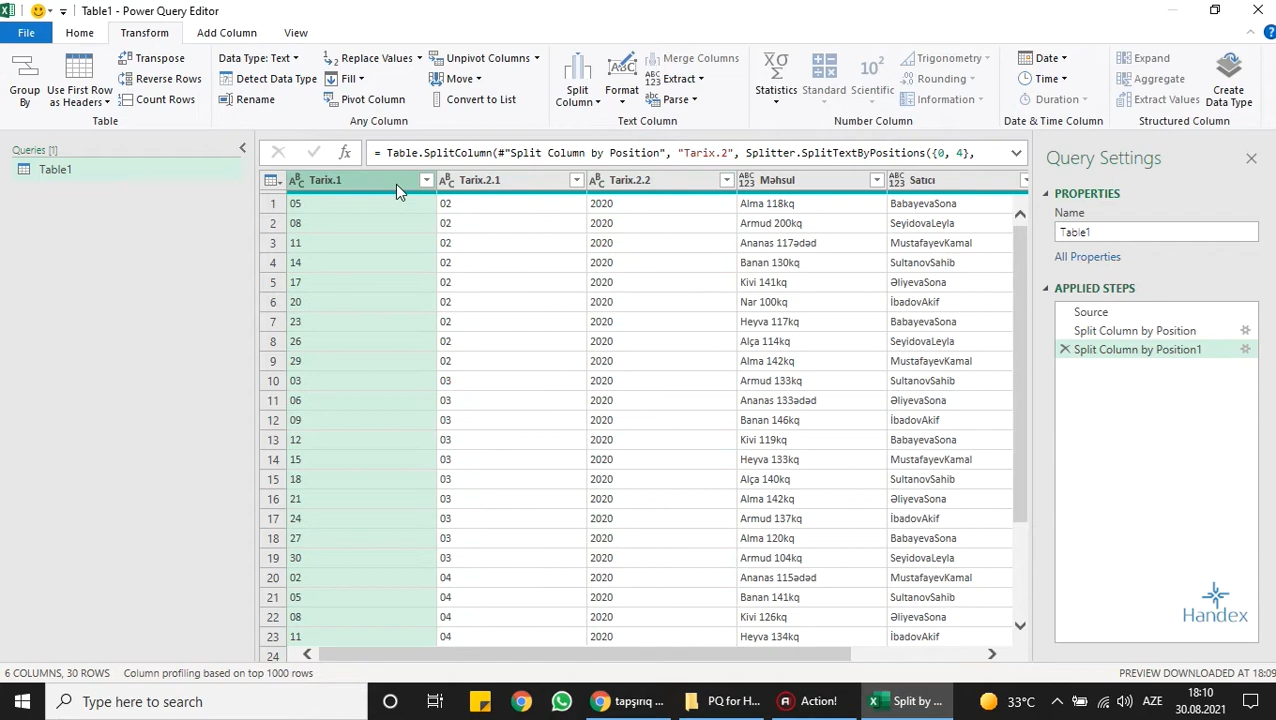 Table1 - Power Query Editor
File Home Transform Add Column View
Group By
Use First Row as Headers
Transpose
Reverse Rows
Count Rows
Table
Data Type: Text
Detect Data Type
Rename
Replace Values
Fill
Pivot Column
Unpivot Columns
Move
Convert to List
Any Column
Split Column
Format
Merge Columns
Extract
Parse
Text Column
Statistics
Standard
Scientific
Trigonometry
Rounding
Information
Number Column
Date
Time
Duration
Date & Time Column
Expand
Aggregate
Extract Values
Create Data Type
Structured Column
Queries [1]
Table1
= Table.SplitColumn(#"Split Column by Position", "Tarix.2", Splitter.SplitTextByPositions({0, 4}),
Tarix.1 Tarix.2.1 Tarix.2.2 Məhsul Satıcı
1 05 02 2020 Alma 118kq BabayevaSona
2 08 02 2020 Armud 200kq SeyidovaLeyla
3 11 02 2020 Ananas 117ədəd MustafayevKamal
4 14 02 2020 Banan 130kq SultanovSahib
5 17 02 2020 Kivi 141kq ƏliyevaSona
6 20 02 2020 Nar 100kq İbadovAkif
7 23 02 2020 Heyva 117kq BabayevaSona
8 26 02 2020 Alça 114kq SeyidovaLeyla
9 29 02 2020 Alma 142kq MustafayevKamal
10 03 03 2020 Armud 133kq SultanovSahib
11 06 03 2020 Ananas 133ədəd ƏliyevaSona
12 09 03 2020 Banan 146kq İbadovAkif
13 12 03 2020 Kivi 119kq BabayevaSona
14 15 03 2020 Heyva 133kq MustafayevKamal
15 18 03 2020 Alça 140kq SultanovSahib
16 21 03 2020 Alma 142kq ƏliyevaSona
17 24 03 2020 Armud 137kq İbadovAkif
18 27 03 2020 Alma 120kq BabayevaSona
19 30 03 2020 Armud 104kq SeyidovaLeyla
20 02 04 2020 Ananas 115ədəd MustafayevKamal
21 05 04 2020 Banan 141kq SultanovSahib
22 08 04 2020 Kivi 126kq ƏliyevaSona
23 11 04 2020 Heyva 134kq İbadovAkif
24
Query Settings
PROPERTIES
Name
Table1
All Properties
APPLIED STEPS
Source
Split Column by Position
Split Column by Position1
Handex
6 COLUMNS, 30 ROWS Column profiling based on top 1000 rows PREVIEW DOWNLOADED AT 18:09
Type here to search
tapşırıq ...
PQ for H...
Action!
Split by ...
33°C
AZE
18:10
30.08.2021